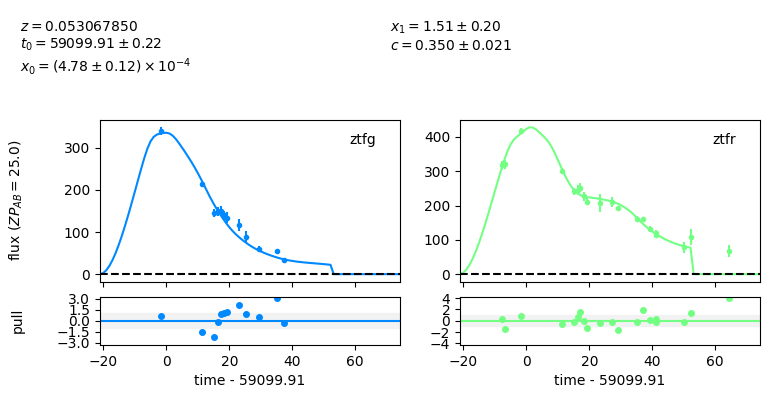 z = 0.053067850
t₀ = 59099.91 ± 0.22
x₀ = (4.78 ± 0.12) × 10⁻⁴
x₁ = 1.51 ± 0.20
c = 0.350 ± 0.021
flux (ZP_AB = 25.0)
300
200
100
0
ztfg
400
300
200
100
0
ztfr
pull
3.0
1.5
0.0
−1.5
−3.0
−20
0
20
40
60
time - 59099.91
4
2
0
−2
−4
−20
0
20
40
60
time - 59099.91